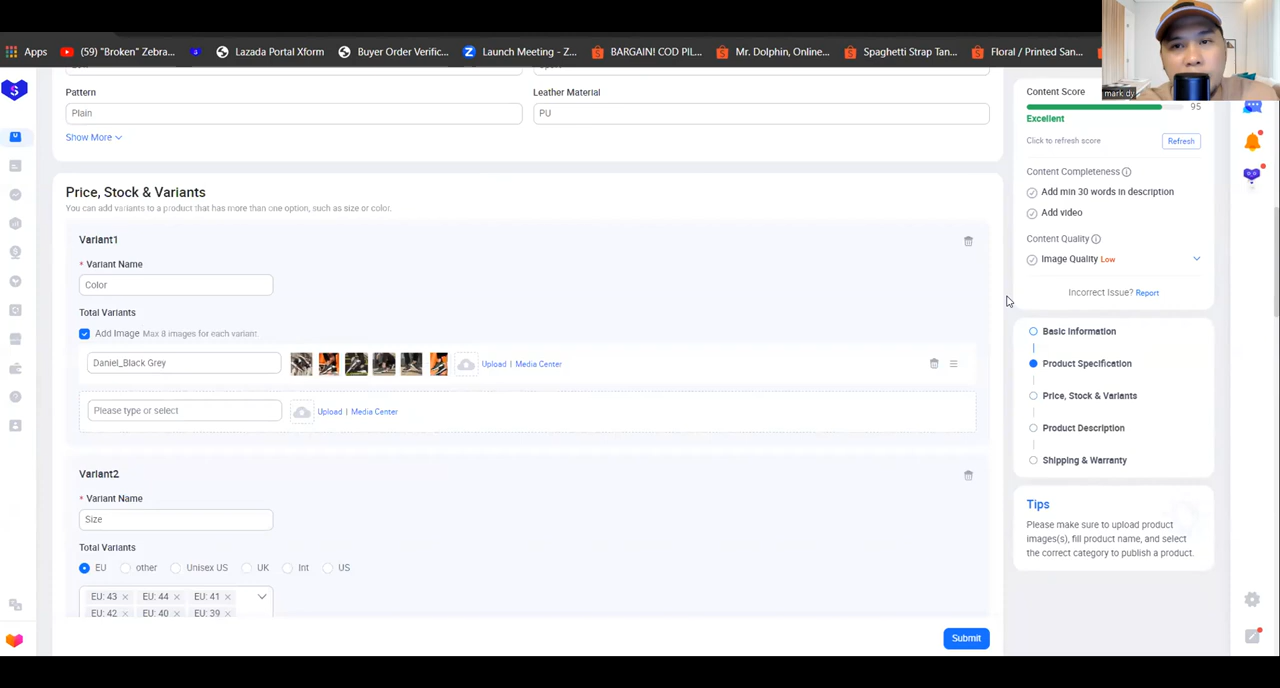 Apps
(59) "Broken" Zebra...
Lazada Portal Xform
Buyer Order Verific...
Launch Meeting - Z...
BARGAIN! COD PIL...
Mr. Dolphin, Online...
Spaghetti Strap Tan...
Floral / Printed San...
mark dy
Pattern
Leather Material
Plain
PU
Show More
Price, Stock & Variants
You can add variants to a product that has more than one option, such as size or color.
Variant1
* Variant Name
Color
Total Variants
Add Image Max 8 images for each variant
Daniel_Black Grey
Upload | Media Center
Please type or select
Upload | Media Center
Variant2
* Variant Name
Size
Total Variants
EU other Unisex US UK Int US
EU: 43 × EU: 44 × EU: 41 ×
EU: 42 × EU: 40 × EU: 39 ×
Submit
Content Score
95
Excellent
Click to refresh score
Refresh
Content Completeness
Add min 30 words in description
Add video
Content Quality
Image Quality Low
Incorrect Issue? Report
Basic Information
Product Specification
Price, Stock & Variants
Product Description
Shipping & Warranty
Tips
Please make sure to upload product
images(s), fill product name, and select
the correct category to publish a product.